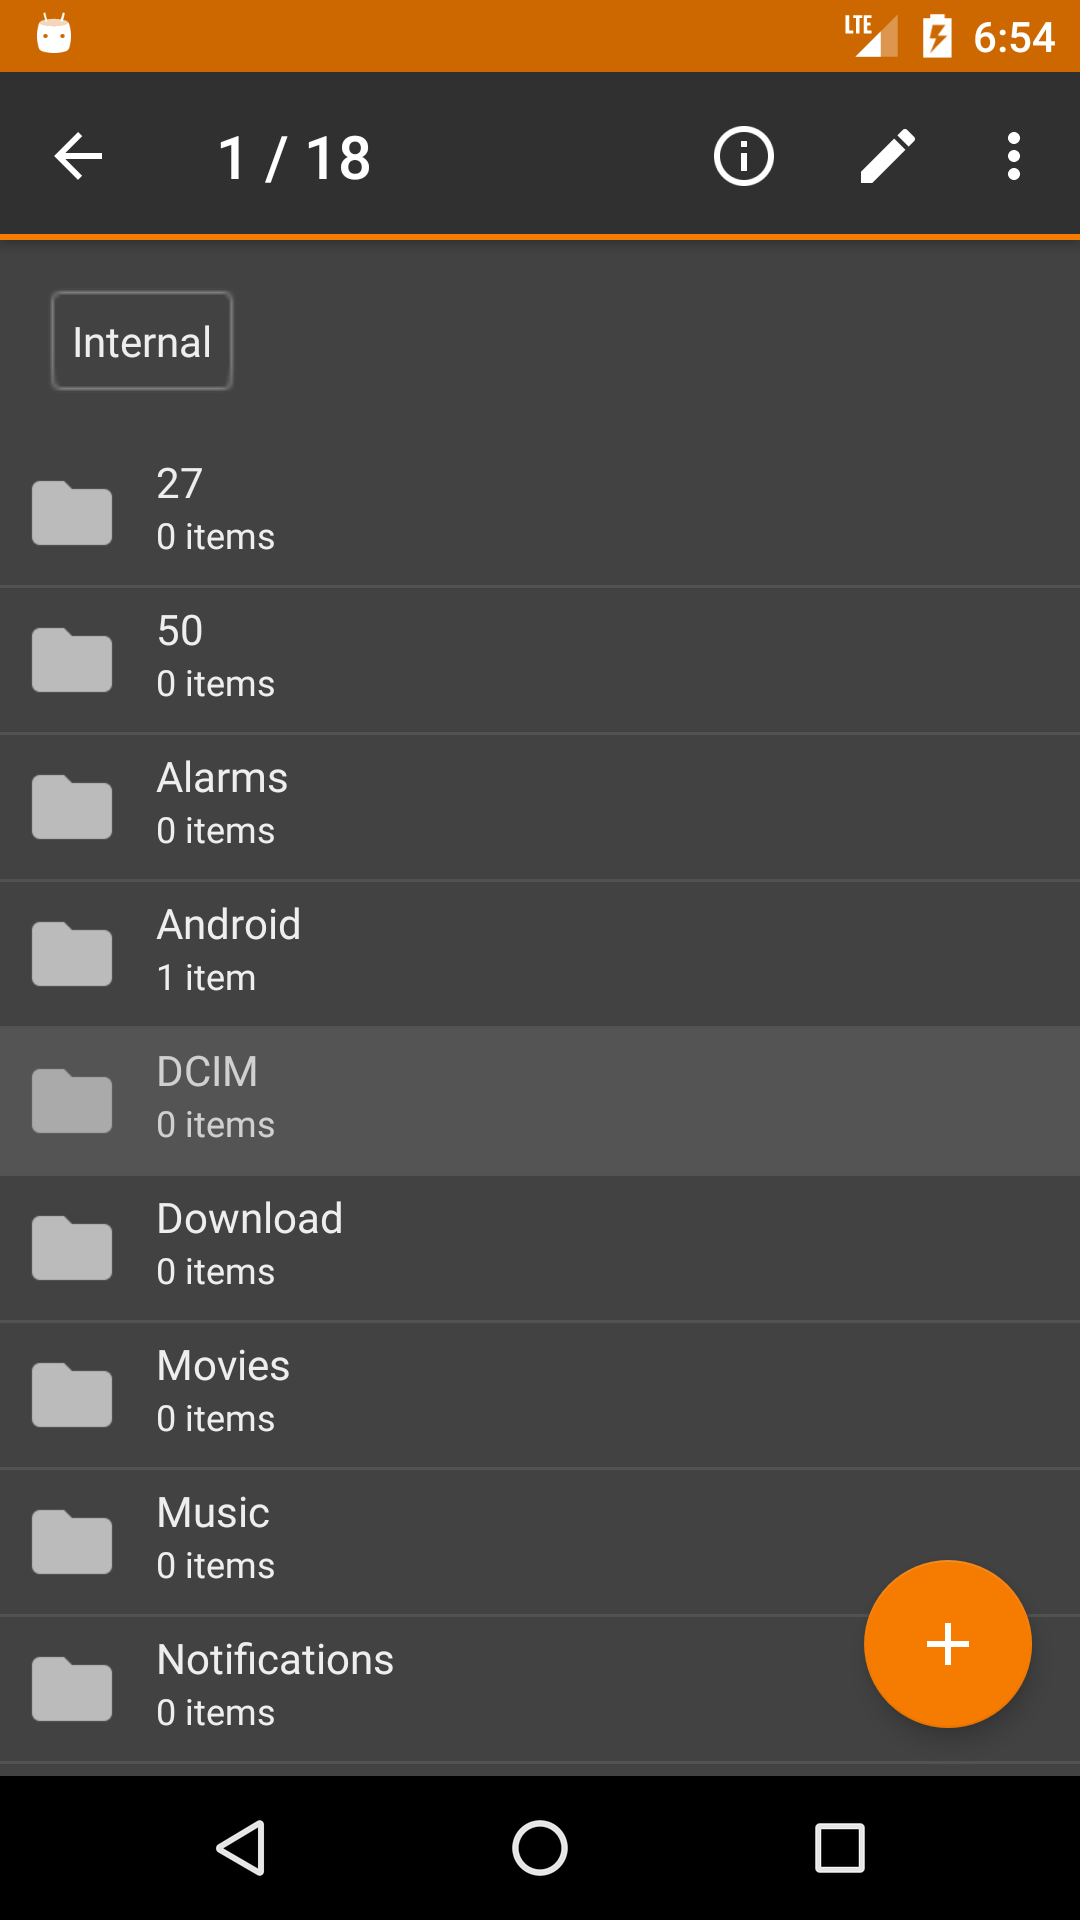 LTE 6:54
1 / 18
Internal
27
0 items
50
0 items
Alarms
0 items
Android
1 item
DCIM
0 items
Download
0 items
Movies
0 items
Music
0 items
Notifications
0 items